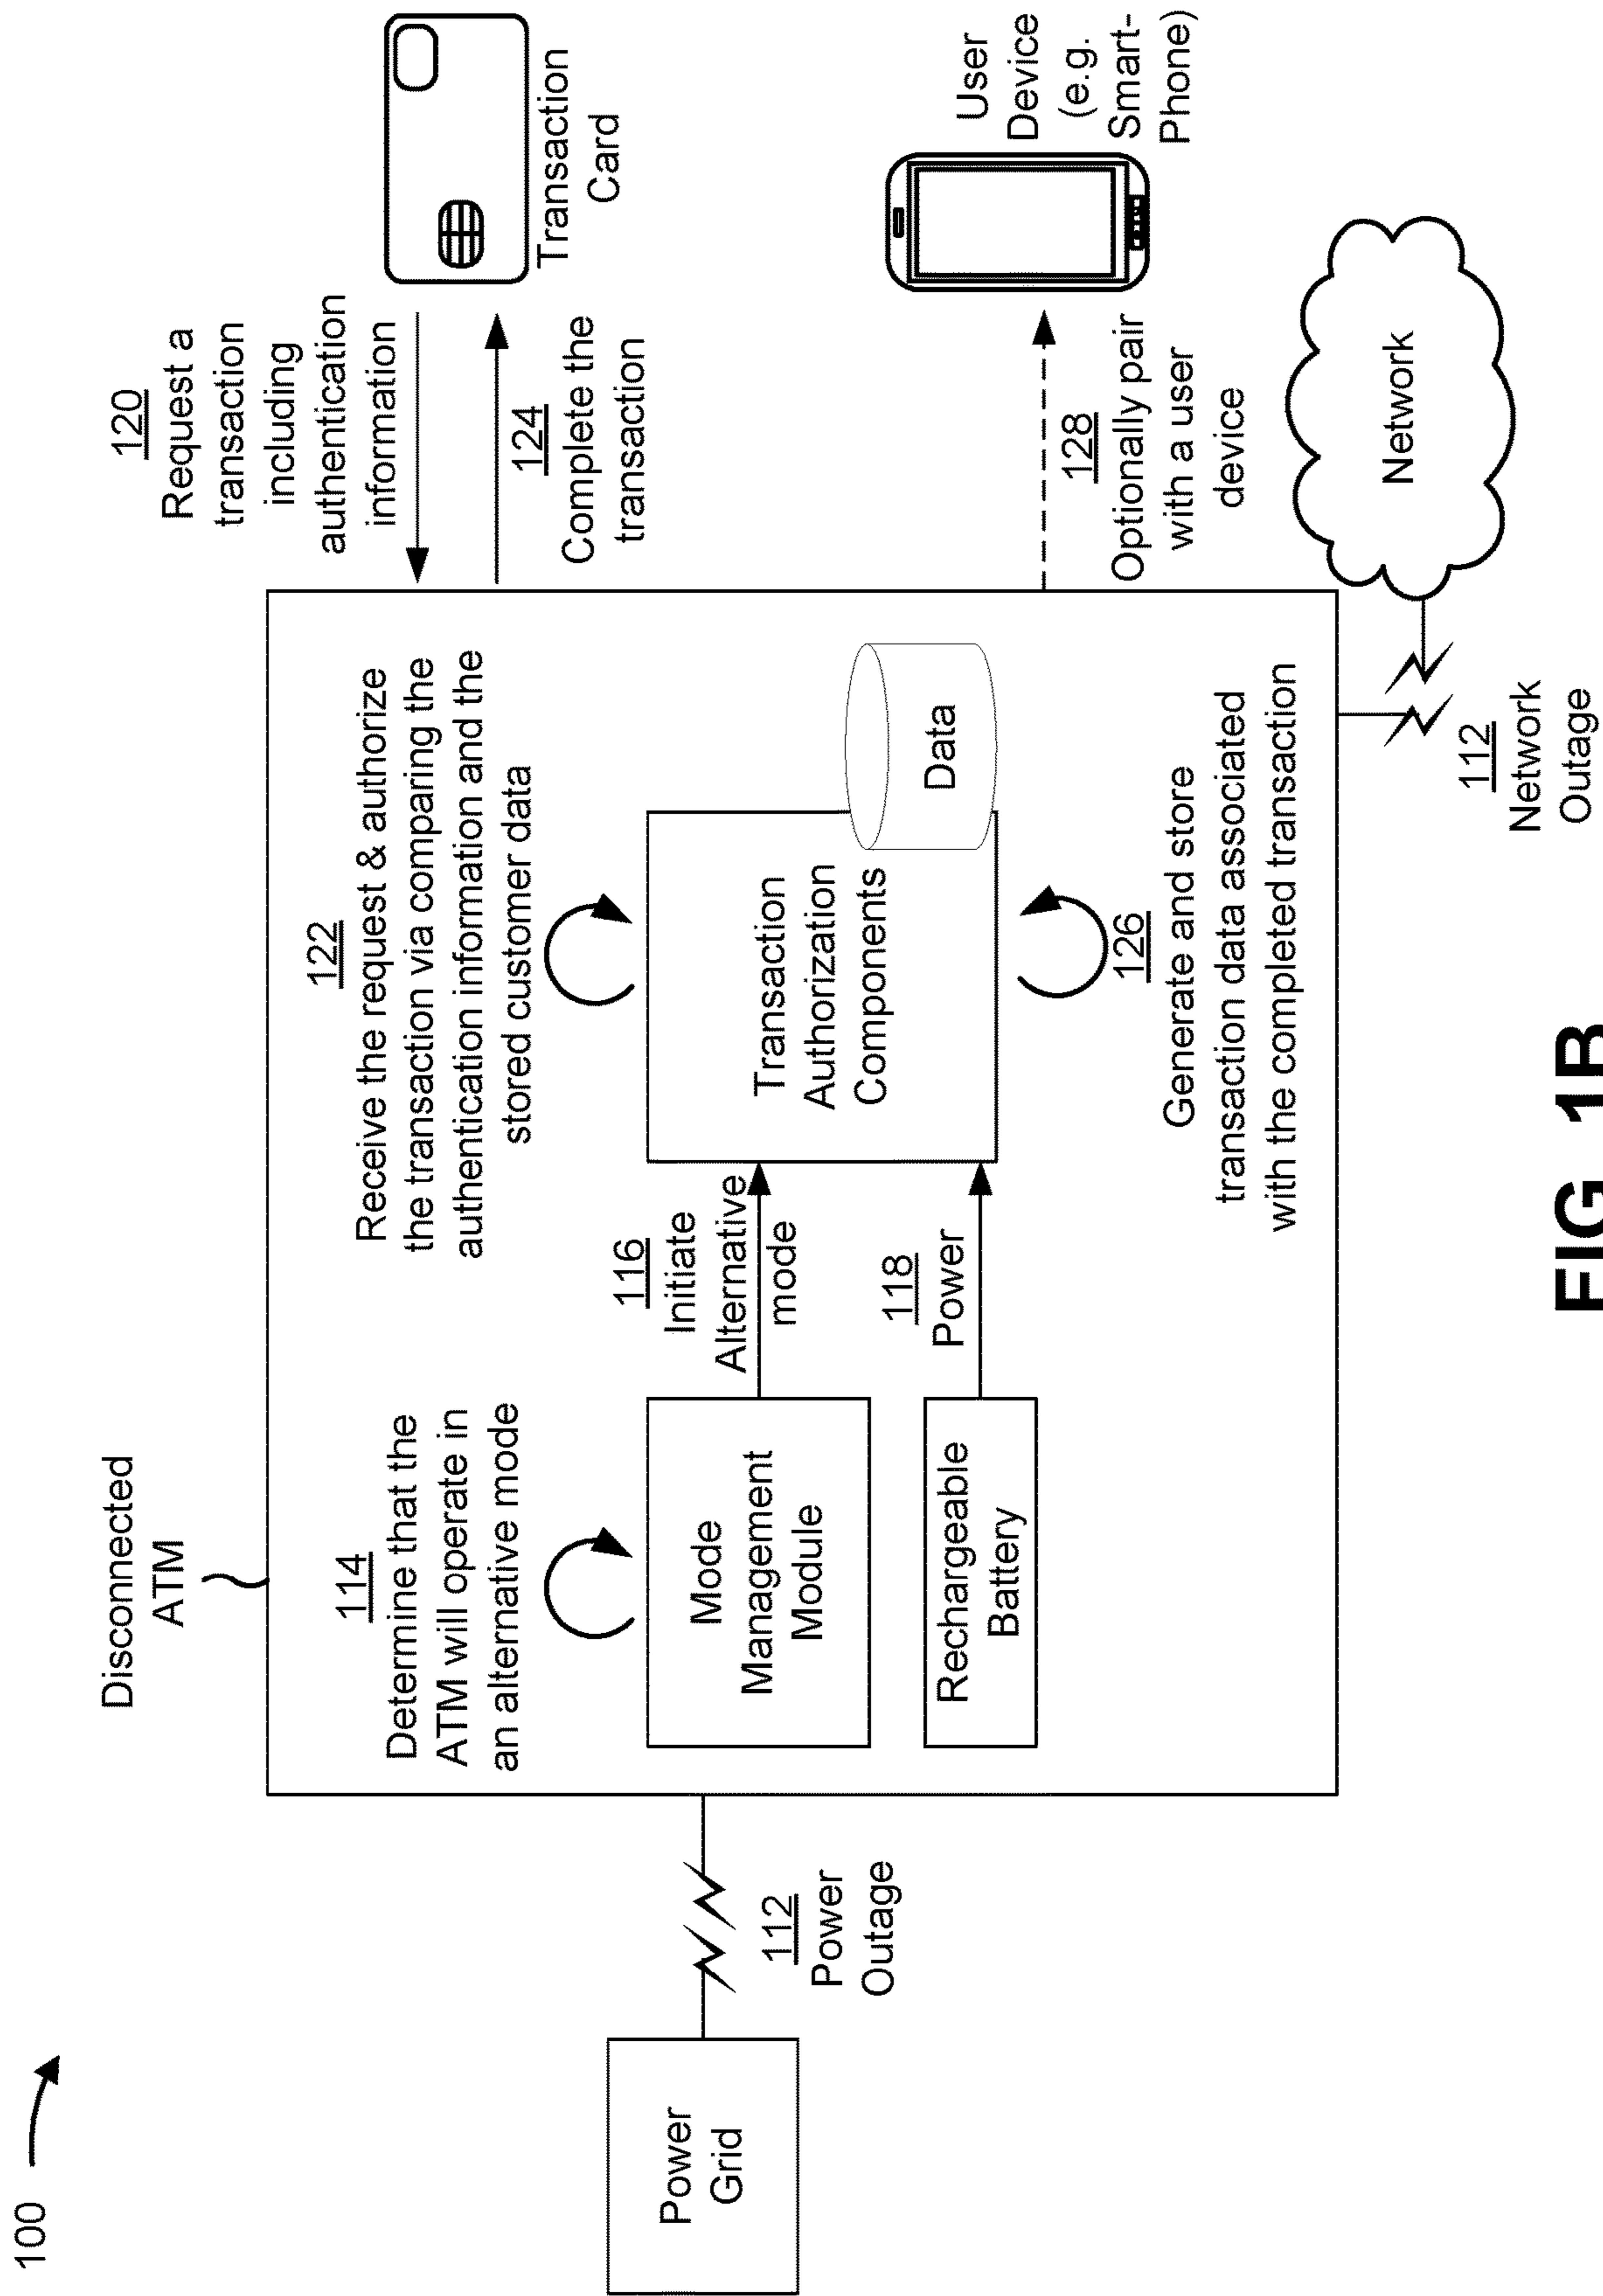 100
Disconnected
ATM
120
Request a
transaction
including
authentication
information
Transaction
Card
124
Complete the
transaction
114
Determine that the
ATM will operate in
an alternative mode
122
Receive the request & authorize
the transaction via comparing the
authentication information and the
stored customer data
Power
Grid
112
Power
Outage
Mode
Management
Module
116
Initiate
Alternative
mode
Transaction
Authorization
Components
Data
Rechargeable
Battery
118
Power
126
Generate and store
transaction data associated
with the completed transaction
128
Optionally pair
with a user
device
User
Device
(e.g.
Smart-
Phone)
Network
112
Network
Outage
FIG. 1B